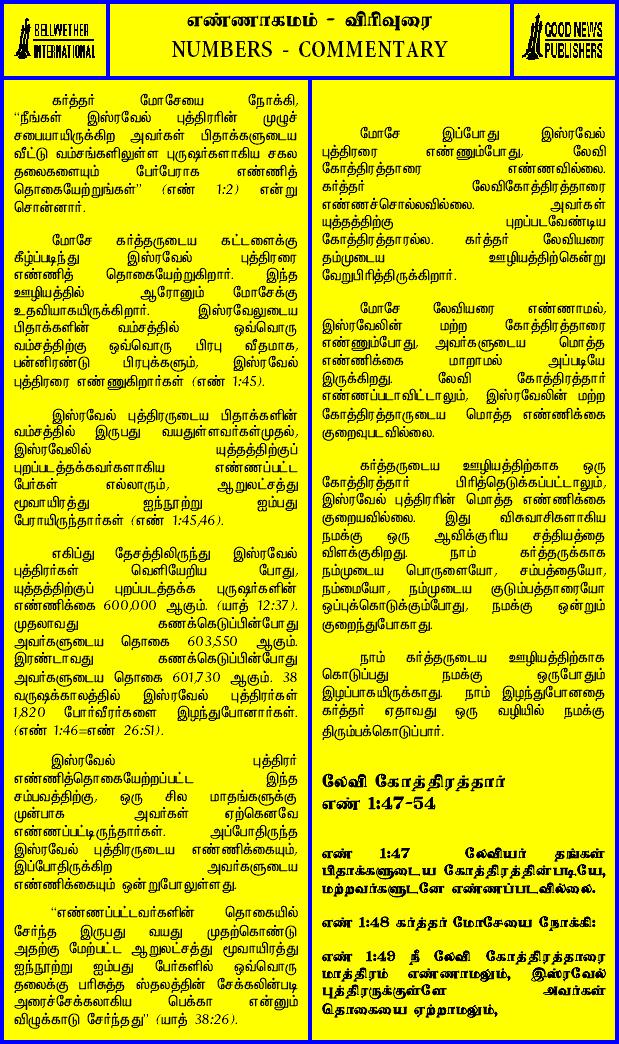 BELLWETHER
INTERNATIONAL
எண்ணாகமம் - விரிவுரை
NUMBERS - COMMENTARY
GOOD NEWS
PUBLISHERS
கர்த்தர் மோசேயை நோக்கி,
“நீங்கள் இஸ்ரவேல் புத்திரரின் முழுச்
சபையாயிருக்கிற அவர்கள் பிதாக்களுடைய
வீட்டு வம்சங்களிலுள்ள புருஷர்களாகிய சகல
தலைகளையும் பேர்பேராக எண்ணித்
தொகையேற்றுங்கள்” (எண் 1:2) என்று
சொன்னார்.
மோசே கர்த்தருடைய கட்டளைக்கு
கீழ்ப்படிந்து இஸ்ரவேல் புத்திரரை
எண்ணித் தொகையேற்றுகிறார். இந்த
ஊழியத்தில் ஆரோனும் மோசேக்கு
உதவியாகயிருக்கிறார். இஸ்ரவேலுடைய
பிதாக்களின் வம்சத்தில் ஒவ்வொரு
வம்சத்திற்கு ஒவ்வொரு பிரபு வீதமாக,
பன்னிரண்டு பிரபுக்களும், இஸ்ரவேல்
புத்திரரை எண்ணுகிறார்கள் (எண் 1:45).
இஸ்ரவேல் புத்திரருடைய பிதாக்களின்
வம்சத்தில் இருபது வயதுள்ளவர்கள்முதல்,
இஸ்ரவேலில் யுத்தத்திற்குப்
புறப்படத்தக்கவர்களாகிய எண்ணப்பட்ட
பேர்கள் எல்லாரும், ஆறுலட்சத்து
மூவாயிரத்து ஐந்நூற்று ஐம்பது
பேராயிருந்தார்கள் (எண் 1:45,46).
எகிப்து தேசத்திலிருந்து இஸ்ரவேல்
புத்திரர்கள் வெளியேறிய போது,
யுத்தத்திற்குப் புறப்படத்தக்க புருஷர்களின்
எண்ணிக்கை 600,000 ஆகும். (யாத் 12:37).
முதலாவது கணக்கெடுப்பின்போது
அவர்களுடைய தொகை 603,550 ஆகும்.
இரண்டாவது கணக்கெடுப்பின்போது
அவர்களுடைய தொகை 601,730 ஆகும். 38
வருஷக்காலத்தில் இஸ்ரவேல் புத்திரர்கள்
1,820 போர்வீரர்களை இழந்துபோனார்கள்.
(எண் 1:46=எண் 26:51).
இஸ்ரவேல் புத்திரர்
எண்ணித்தொகையேற்றப்பட்ட இந்த
சம்பவத்திற்கு, ஒரு சில மாதங்களுக்கு
முன்பாக அவர்கள் ஏற்கெனவே
எண்ணப்பட்டிருந்தார்கள். அப்போதிருந்த
இஸ்ரவேல் புத்திரருடைய எண்ணிக்கையும்,
இப்போதிருக்கிற அவர்களுடைய
எண்ணிக்கையும் ஒன்றுபோலுள்ளது.
“எண்ணப்பட்டவர்களின் தொகையில்
சேர்ந்த இருபது வயது முதற்கொண்டு
அதற்கு மேற்பட்ட ஆறுலட்சத்து மூவாயிரத்து
ஐந்நூற்று ஐம்பது பேர்களில் ஒவ்வொரு
தலைக்கு பரிசுத்த ஸ்தலத்தின் சேக்கலின்படி
அரைச்சேக்கலாகிய பெக்கா என்னும்
விழுக்காடு சேர்ந்தது” (யாத் 38:26).
மோசே இப்போது இஸ்ரவேல்
புத்திரரை எண்ணும்போது, லேவி
கோத்திரத்தாரை எண்ணவில்லை.
கர்த்தர் லேவிகோத்திரத்தாரை
எண்ணச்சொல்லவில்லை. அவர்கள்
யுத்தத்திற்கு புறப்படவேண்டிய
கோத்திரத்தாரல்ல. கர்த்தர் லேவியரை
தம்முடைய ஊழியத்திற்கென்று
வேறுபிரித்திருக்கிறார்.
மோசே லேவியரை எண்ணாமல்,
இஸ்ரவேலின் மற்ற கோத்திரத்தாரை
எண்ணும்போது, அவர்களுடைய மொத்த
எண்ணிக்கை மாறாமல் அப்படியே
இருக்கிறது. லேவி கோத்திரத்தார்
எண்ணப்படாவிட்டாலும், இஸ்ரவேலின் மற்ற
கோத்திரத்தாருடைய மொத்த எண்ணிக்கை
குறைவுபடவில்லை.
கர்த்தருடைய ஊழியத்திற்காக ஒரு
கோத்திரத்தார் பிரித்தெடுக்கப்பட்டாலும்,
இஸ்ரவேல் புத்திரரின் மொத்த எண்ணிக்கை
குறையவில்லை. இது விசுவாசிகளாகிய
நமக்கு ஒரு ஆவிக்குரிய சத்தியத்தை
விளக்குகிறது. நாம் கர்த்தருக்காக
நம்முடைய பொருளையோ, சம்பத்தையோ,
நம்மையோ, நம்முடைய குடும்பத்தாரையோ
ஒப்புக்கொடுக்கும்போது, நமக்கு ஒன்றும்
குறைந்துபோகாது.
நாம் கர்த்தருடைய ஊழியத்திற்காக
கொடுப்பது நமக்கு ஒருபோதும்
இழப்பாகயிருக்காது. நாம் இழந்துபோனதை
கர்த்தர் ஏதாவது ஒரு வழியில் நமக்கு
திரும்பக்கொடுப்பார்.
லேவி கோத்திரத்தார்
எண் 1:47-54
எண் 1:47 லேவியர் தங்கள்
பிதாக்களுடைய கோத்திரத்தின்படியே,
மற்றவர்களுடனே எண்ணப்படவில்லை.
எண் 1:48 கர்த்தர் மோசேயை நோக்கி:
எண் 1:49 நீ லேவி கோத்திரத்தாரை
மாத்திரம் எண்ணாமலும், இஸ்ரவேல்
புத்திரருக்குள்ளே அவர்கள்
தொகையை ஏற்றாமலும்,